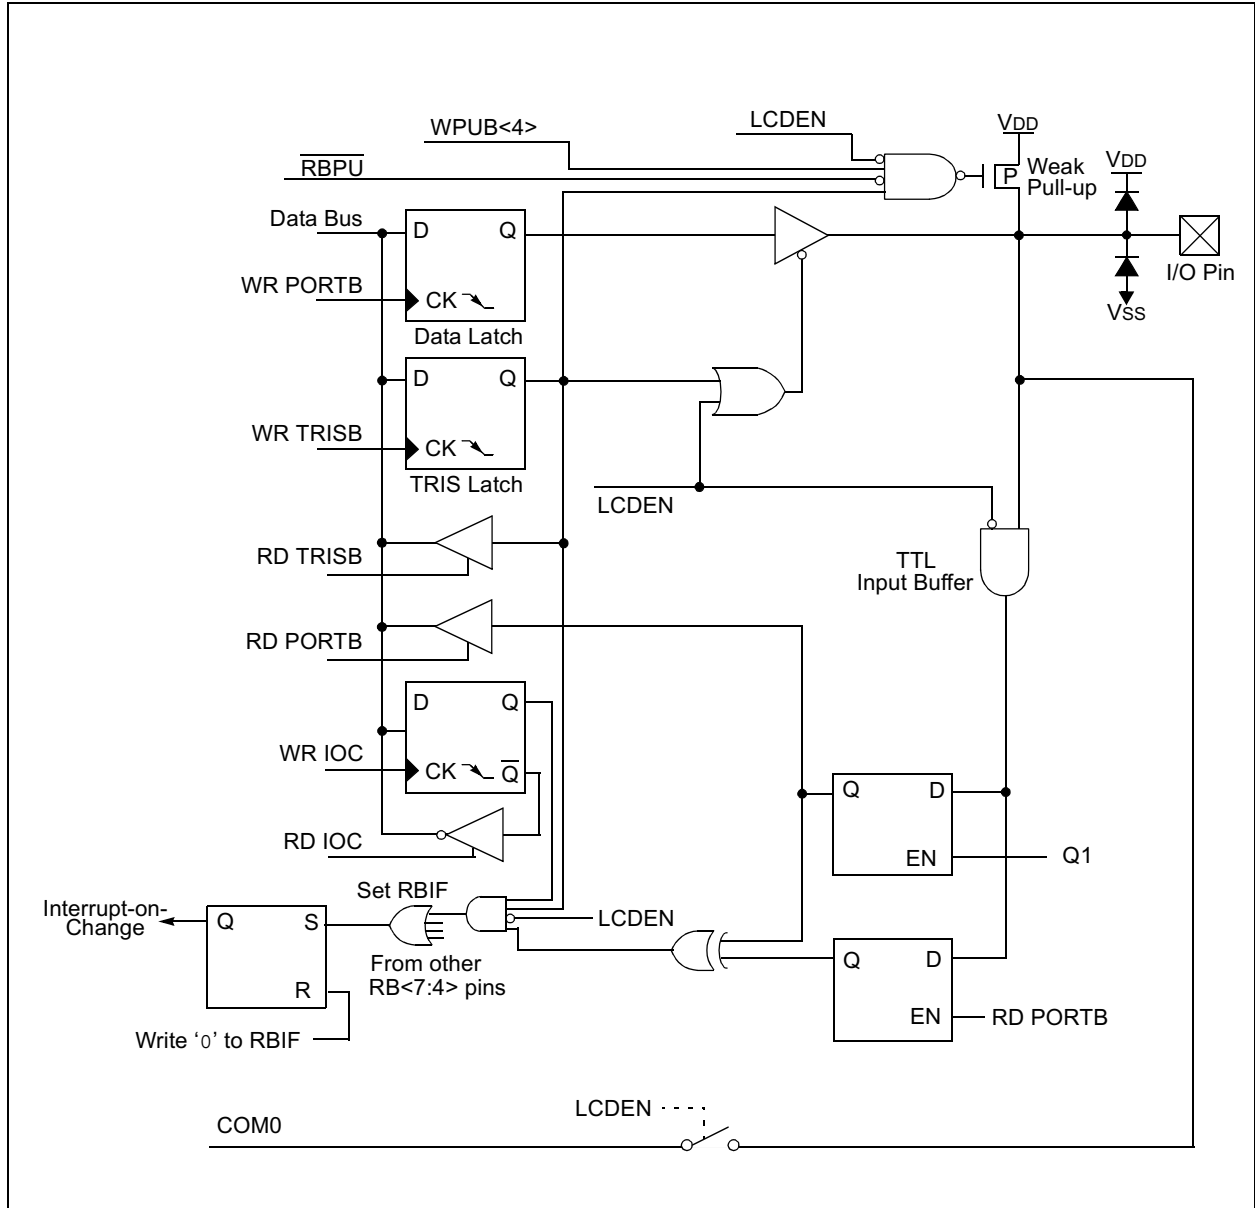 LCDEN
WPUB<4>
VDD
RBPU
Weak
Pull-up
P
VDD
Data Bus
D Q
I/O Pin
WR PORTB
CK
VSS
Data Latch
D Q
WR TRISB
CK
TRIS Latch
LCDEN
RD TRISB
TTL
Input Buffer
RD PORTB
D Q
WR IOC
CK Q
Q D
RD IOC
EN Q1
Set RBIF
Interrupt-on-
Change
Q S
LCDEN
From other
RB<7:4> pins
Q D
R
EN RD PORTB
Write ‘0’ to RBIF
LCDEN
COM0